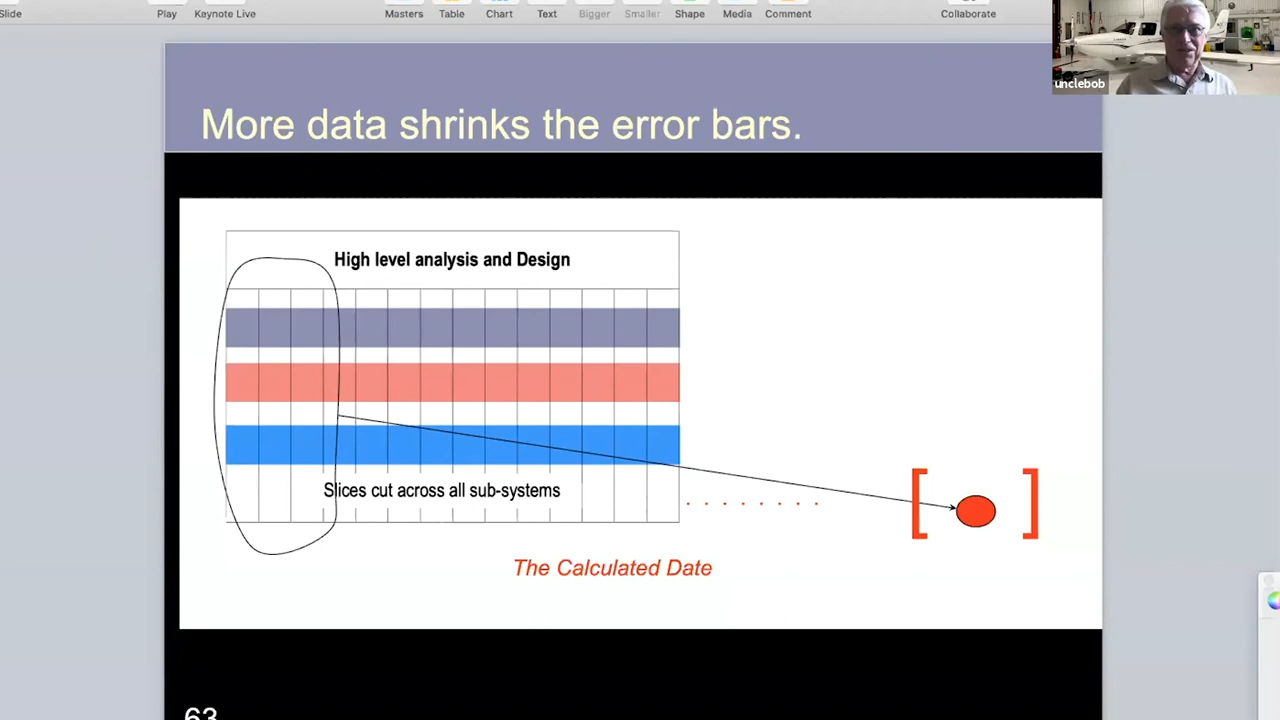 Slide
Play
Keynote Live
Masters
Table
Chart
Text
Bigger
Smaller
Shape
Media
Comment
Collaborate
unclebob
More data shrinks the error bars.
High level analysis and Design
Slices cut across all sub-systems
[ ]
The Calculated Date
63